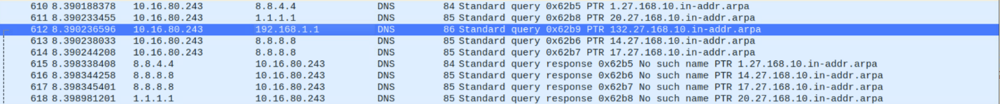 610 8.390188378 10.16.80.243 8.8.4.4 DNS 84 Standard query 0x62b5 PTR 1.27.168.10.in-addr.arpa
611 8.390233455 10.16.80.243 1.1.1.1 DNS 85 Standard query 0x62b8 PTR 20.27.168.10.in-addr.arpa
612 8.390236596 10.16.80.243 192.168.1.1 DNS 86 Standard query 0x62b9 PTR 132.27.168.10.in-addr.arpa
613 8.390238033 10.16.80.243 8.8.8.8 DNS 85 Standard query 0x62b6 PTR 14.27.168.10.in-addr.arpa
614 8.390244208 10.16.80.243 8.8.8.8 DNS 85 Standard query 0x62b7 PTR 17.27.168.10.in-addr.arpa
615 8.398338408 8.8.4.4 10.16.80.243 DNS 84 Standard query response 0x62b5 No such name PTR 1.27.168.10.in-addr.arpa
616 8.398344258 8.8.8.8 10.16.80.243 DNS 85 Standard query response 0x62b6 No such name PTR 14.27.168.10.in-addr.arpa
617 8.398345401 8.8.8.8 10.16.80.243 DNS 85 Standard query response 0x62b7 No such name PTR 17.27.168.10.in-addr.arpa
618 8.398981201 1.1.1.1 10.16.80.243 DNS 85 Standard query response 0x62b8 No such name PTR 20.27.168.10.in-addr.arpa